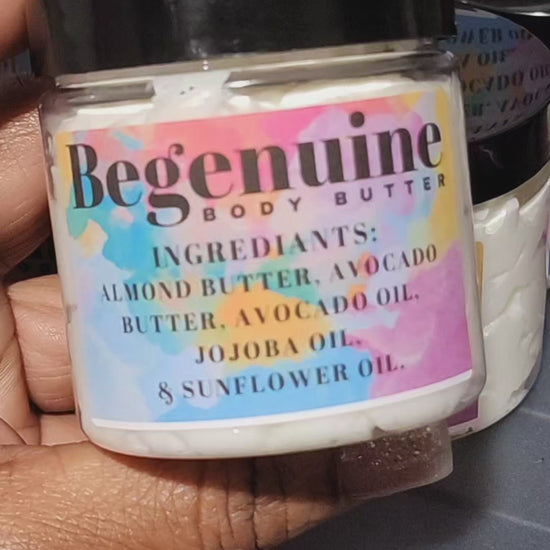 Begenuine
BODY BUTTER
INGREDIANTS:
ALMOND BUTTER, AVOCADO
BUTTER, AVOCADO OIL,
JOJOBA OIL,
& SUNFLOWER OIL.